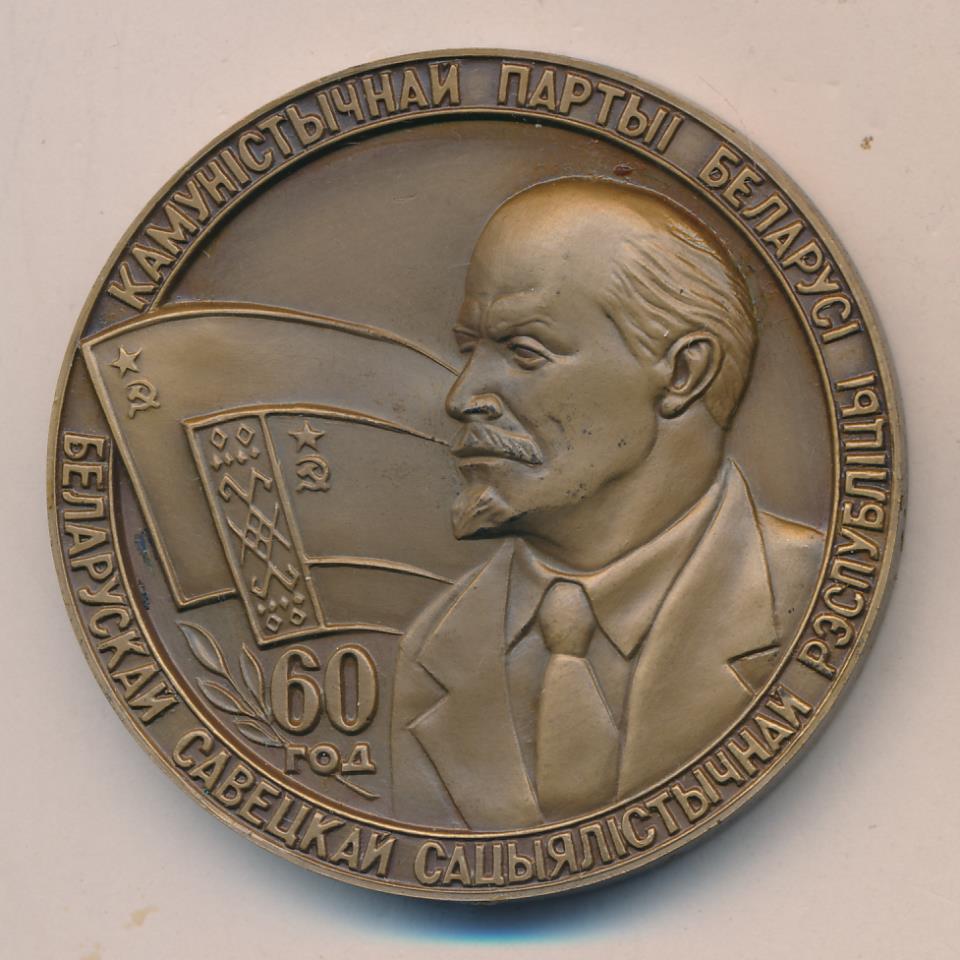 КАМУНІСТЫЧНАЙ ПАРТЫІ БЕЛАРУСІ
БЕЛАРУСКАЙ САВЕЦКАЙ САЦЫЯЛІСТЫЧНАЙ РЭСПУБЛІЦЫ
60
ГОД